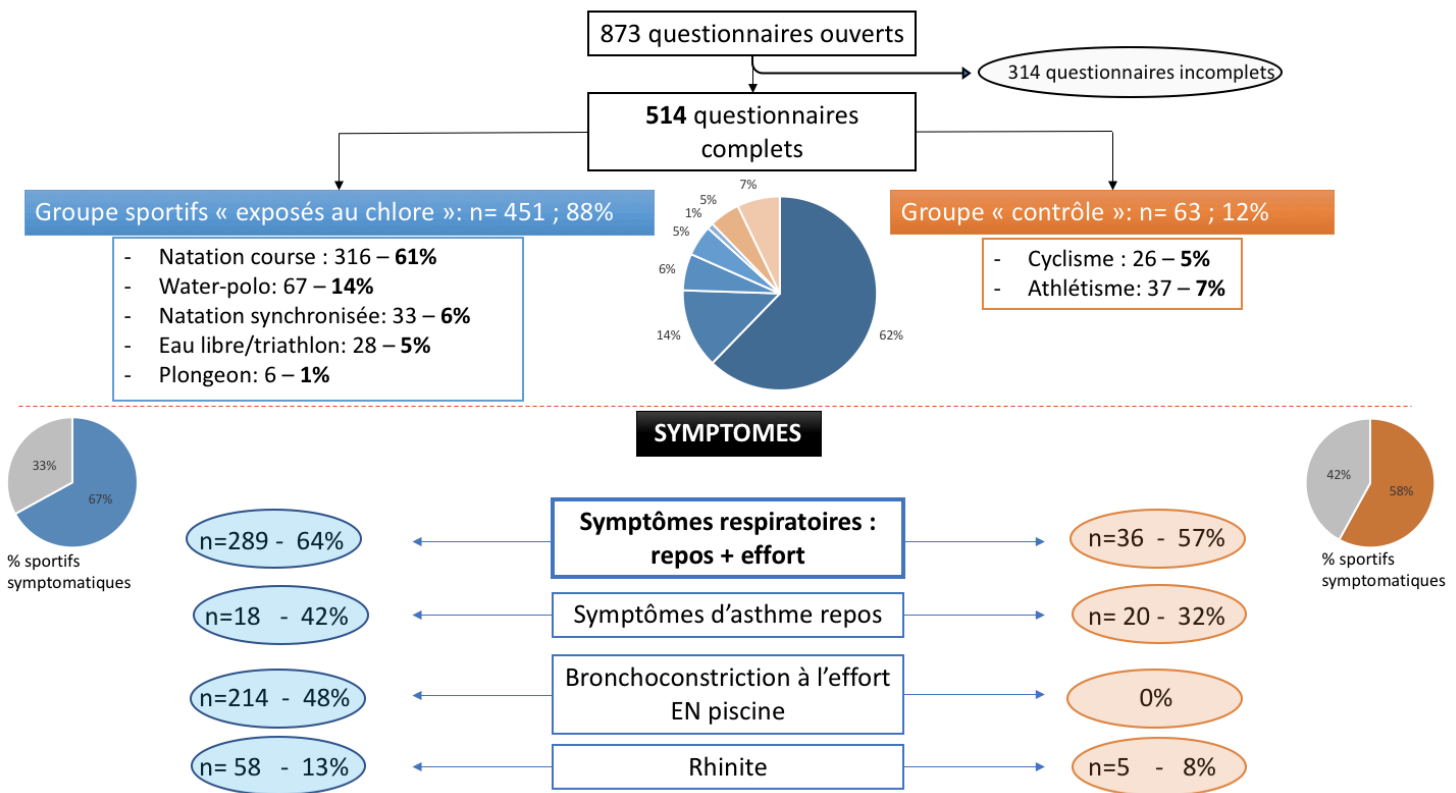 873 questionnaires ouverts
314 questionnaires incomplets
514 questionnaires
complets
Groupe sportifs « exposés au chlore »: n= 451 ; 88%
- Natation course : 316 – 61%
- Water-polo: 67 – 14%
- Natation synchronisée: 33 – 6%
- Eau libre/triathlon: 28 – 5%
- Plongeon: 6 – 1%
7%
5%
1%
5%
6%
14%
62%
Groupe « contrôle »: n= 63 ; 12%
- Cyclisme : 26 – 5%
- Athlétisme: 37 – 7%
SYMPTOMES
33%
67%
% sportifs
symptomatiques
42%
58%
% sportifs
symptomatiques
n=289 - 64%
Symptômes respiratoires :
repos + effort
n=36 - 57%
n=18 - 42%
Symptômes d’asthme repos
n= 20 - 32%
n=214 - 48%
Bronchoconstriction à l’effort
EN piscine
0%
n= 58 - 13%
Rhinite
n=5 - 8%